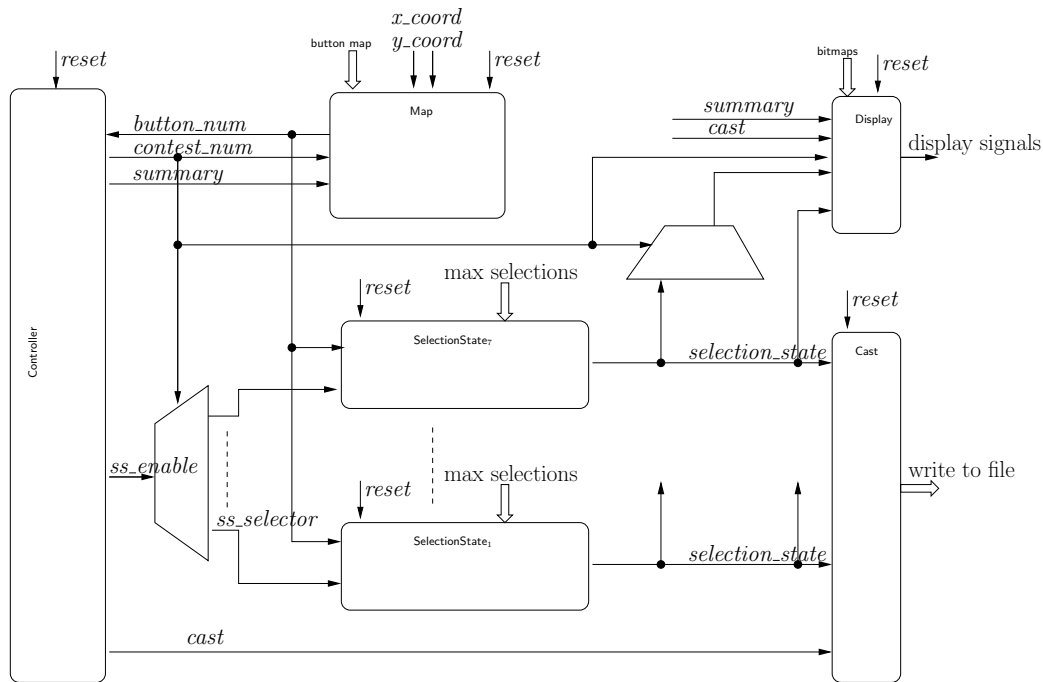 x_coord
y_coord
button map
reset
reset
bitmaps
reset
Map
summary
Display
button_num
cast
display signals
contest_num
summary
max selections
reset
reset
Controller
SelectionState₇
selection_state
Cast
ss_enable
max selections
write to file
reset
ss_selector
SelectionState₁
selection_state
cast